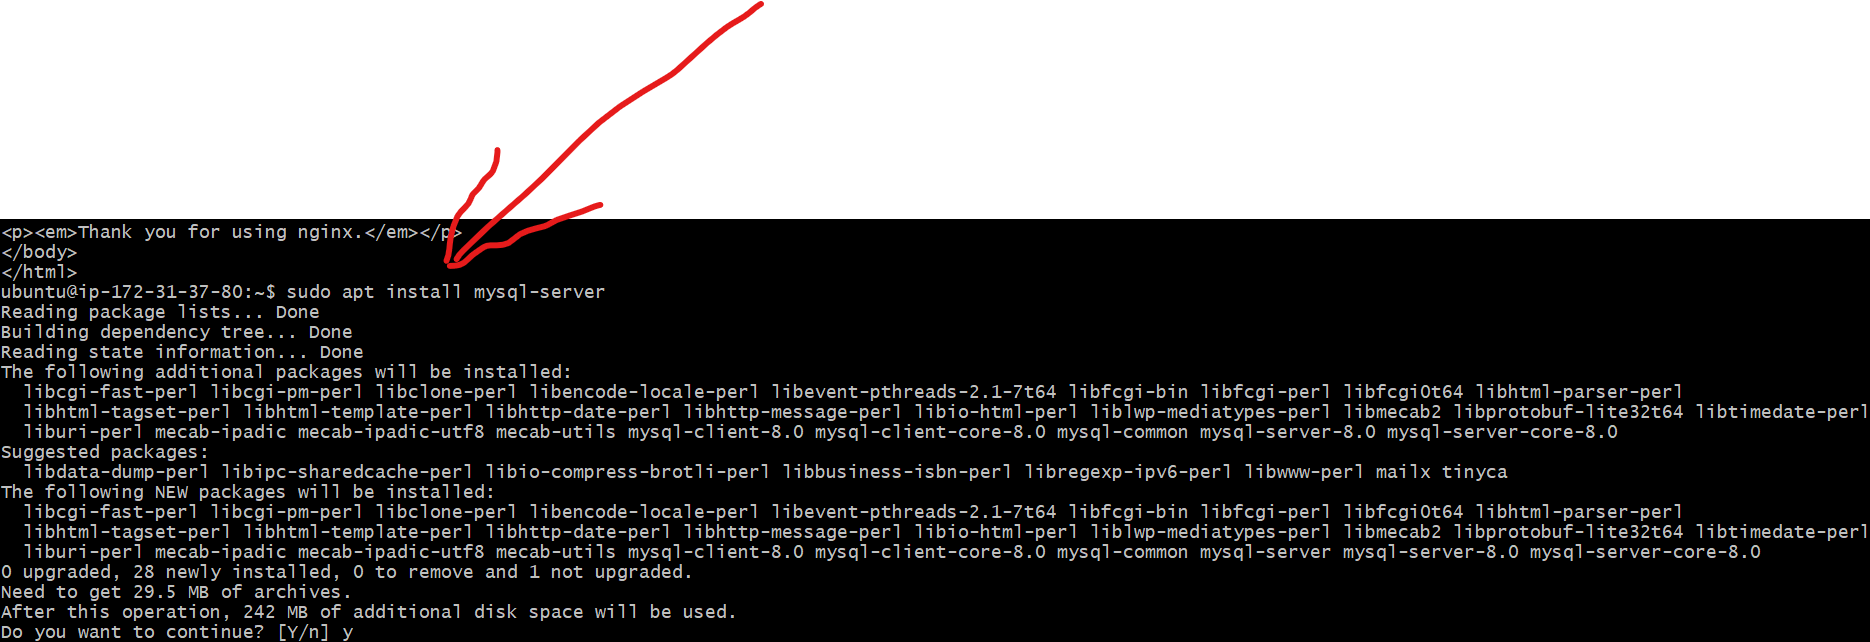 <p><em>Thank you for using nginx.</em></p>
</body>
</html>
ubuntu@ip-172-31-37-80:~$ sudo apt install mysql-server
Reading package lists... Done
Building dependency tree... Done
Reading state information... Done
The following additional packages will be installed:
  libcgi-fast-perl libcgi-pm-perl libclone-perl libencode-locale-perl libevent-pthreads-2.1-7t64 libfcgi-bin libfcgi-perl libfcgi0t64 libhtml-parser-perl
  libhtml-tagset-perl libhtml-template-perl libhttp-date-perl libhttp-message-perl libio-html-perl liblwp-mediatypes-perl libmecab2 libprotobuf-lite32t64 libtimedate-perl
  liburi-perl mecab-ipadic mecab-ipadic-utf8 mecab-utils mysql-client-8.0 mysql-client-core-8.0 mysql-common mysql-server-8.0 mysql-server-core-8.0
Suggested packages:
  libdata-dump-perl libipc-sharedcache-perl libio-compress-brotli-perl libbusiness-isbn-perl libregexp-ipv6-perl libwww-perl mailx tinyca
The following NEW packages will be installed:
  libcgi-fast-perl libcgi-pm-perl libclone-perl libencode-locale-perl libevent-pthreads-2.1-7t64 libfcgi-bin libfcgi-perl libfcgi0t64 libhtml-parser-perl
  libhtml-tagset-perl libhtml-template-perl libhttp-date-perl libhttp-message-perl libio-html-perl liblwp-mediatypes-perl libmecab2 libprotobuf-lite32t64 libtimedate-perl
  liburi-perl mecab-ipadic mecab-ipadic-utf8 mecab-utils mysql-client-8.0 mysql-client-core-8.0 mysql-common mysql-server mysql-server-8.0 mysql-server-core-8.0
0 upgraded, 28 newly installed, 0 to remove and 1 not upgraded.
Need to get 29.5 MB of archives.
After this operation, 242 MB of additional disk space will be used.
Do you want to continue? [Y/n] y